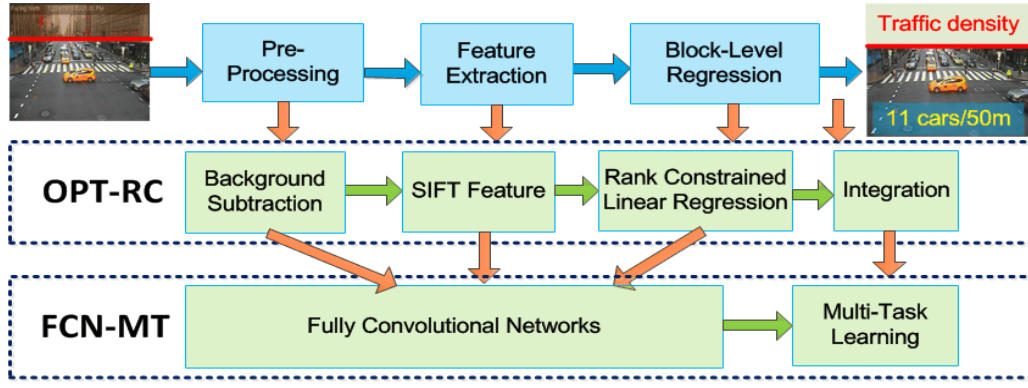 Traffic density
Pre-
Processing
Feature
Extraction
Block-Level
Regression
11 cars/50m
OPT-RC
Background
Subtraction
SIFT Feature
Rank Constrained
Linear Regression
Integration
FCN-MT
Fully Convolutional Networks
Multi-Task
Learning